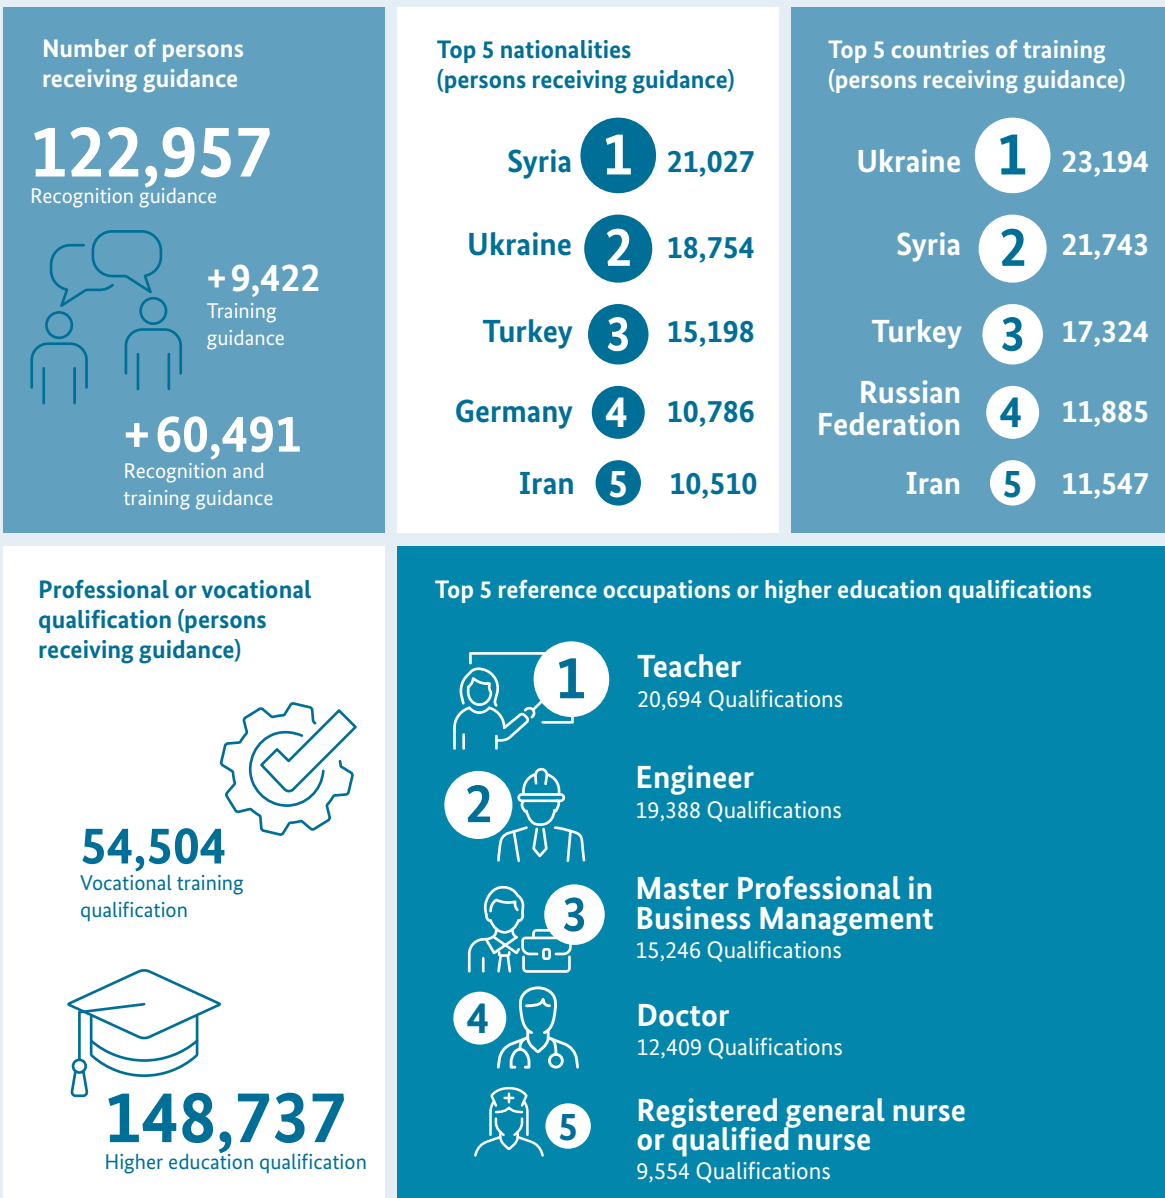 Number of persons
receiving guidance
122,957
Recognition guidance
+9,422
Training
guidance
+60,491
Recognition and
training guidance
Top 5 nationalities
(persons receiving guidance)
Syria 1 21,027
Ukraine 2 18,754
Turkey 3 15,198
Germany 4 10,786
Iran 5 10,510
Top 5 countries of training
(persons receiving guidance)
Ukraine 1 23,194
Syria 2 21,743
Turkey 3 17,324
Russian
Federation 4 11,885
Iran 5 11,547
Professional or vocational
qualification (persons
receiving guidance)
54,504
Vocational training
qualification
148,737
Higher education qualification
Top 5 reference occupations or higher education qualifications
1 Teacher
20,694 Qualifications
2 Engineer
19,388 Qualifications
3 Master Professional in
Business Management
15,246 Qualifications
4 Doctor
12,409 Qualifications
5 Registered general nurse
or qualified nurse
9,554 Qualifications